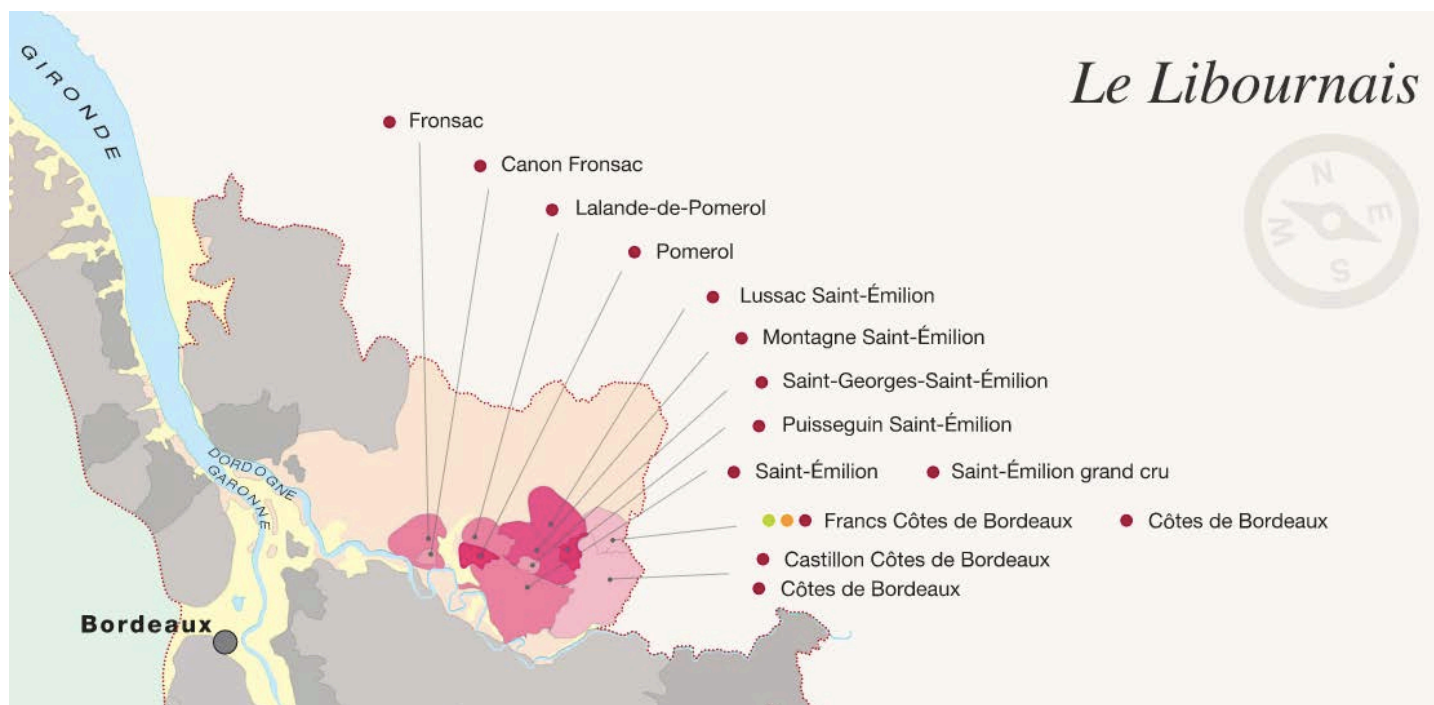 Le Libournais
GIRONDE
Fronsac
Canon Fronsac
Lalande-de-Pomerol
Pomerol
N
E
M
S
Lussac Saint-Émilion
Montagne Saint-Émilion
Saint-Georges-Saint-Émilion
Puisseguin Saint-Émilion
Saint-Émilion Saint-Émilion grand cru
Francs Côtes de Bordeaux Côtes de Bordeaux
Castillon Côtes de Bordeaux
Côtes de Bordeaux
DORDOGNE
GARONNE
Bordeaux